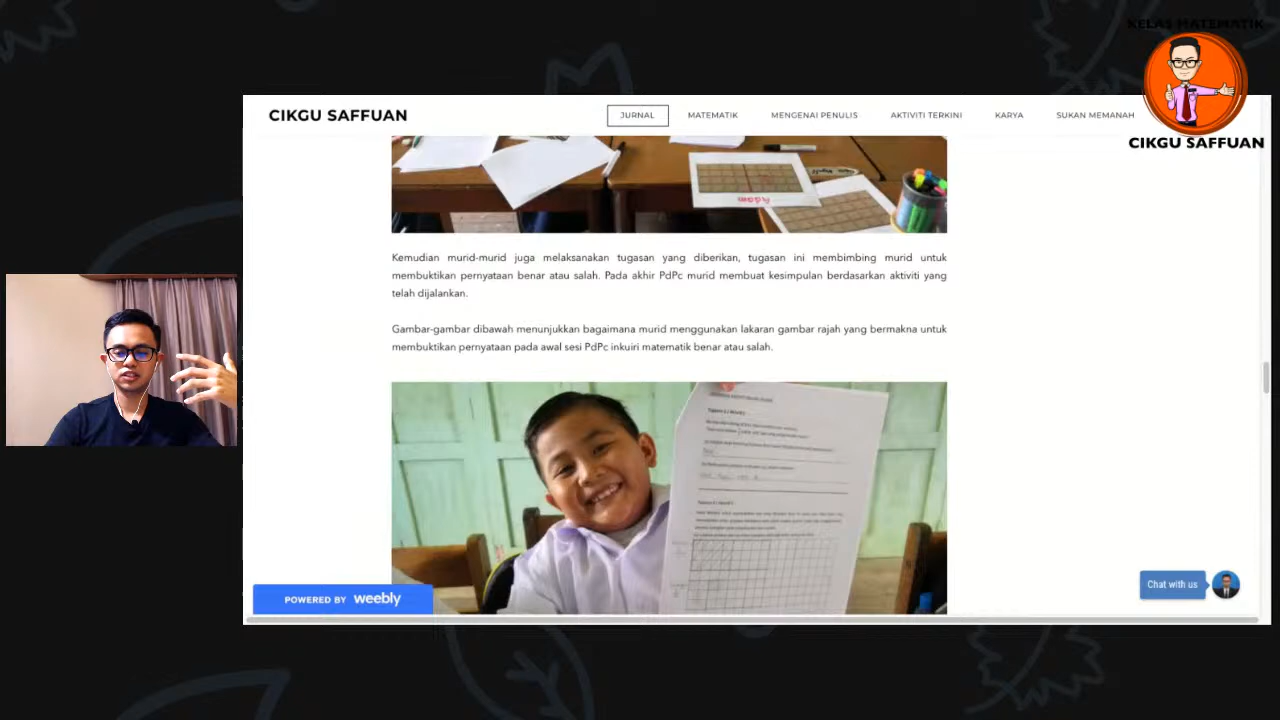 KELAS MATEMATIK
CIKGU SAFFUAN
CIKGU SAFFUAN
JURNAL
MATEMATIK
MENGENAI PENULIS
AKTIVITI TERKINI
KARYA
SUKAN MEMANAH
Adam
Kemudian murid-murid juga melaksanakan tugasan yang diberikan, tugasan ini membimbing murid untuk
membuktikan pernyataan benar atau salah. Pada akhir PdPc murid membuat kesimpulan berdasarkan aktiviti yang
telah dijalankan.
Gambar-gambar dibawah menunjukkan bagaimana murid menggunakan lakaran gambar rajah yang bermakna untuk
membuktikan pernyataan pada awal sesi PdPc inkuiri matematik benar atau salah.
Chat with us
POWERED BY weebly